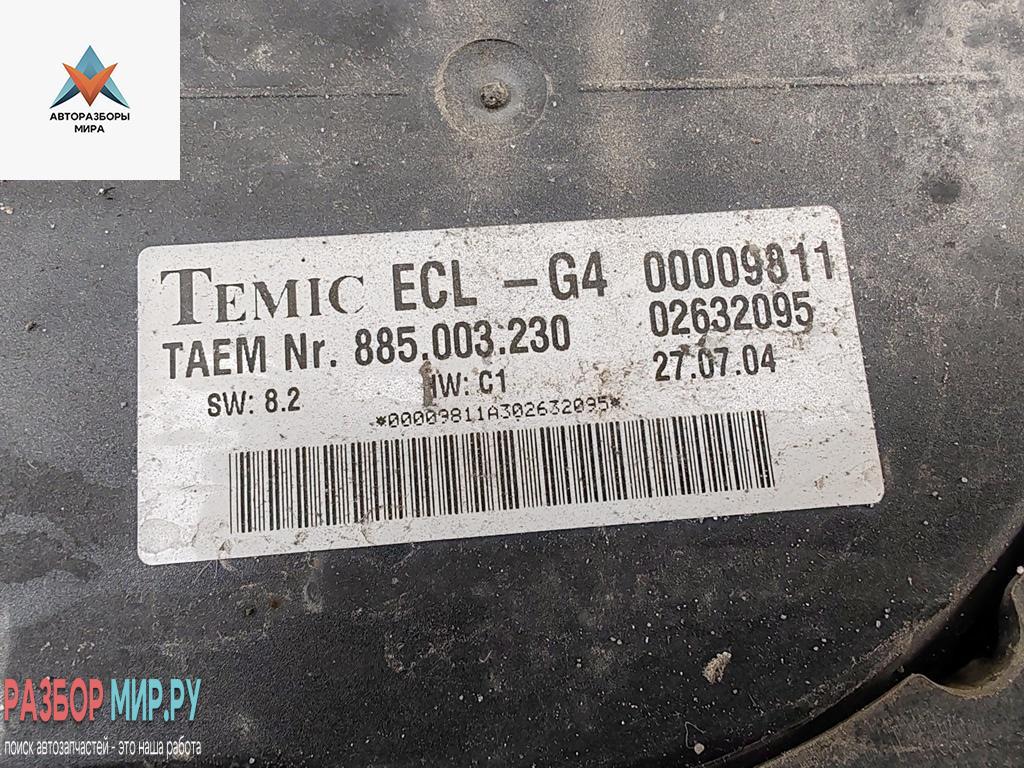 АВТОРАЗБОРЫ
МИРА
TEMIC ECL -G4 00009811
TAEM Nr. 885.003.230 02632095
SW: 8.2 HW: C1 27.07.04
*00009811A302632095*
РАЗБОР МИР.РУ
поиск автозапчастей - это наша работа